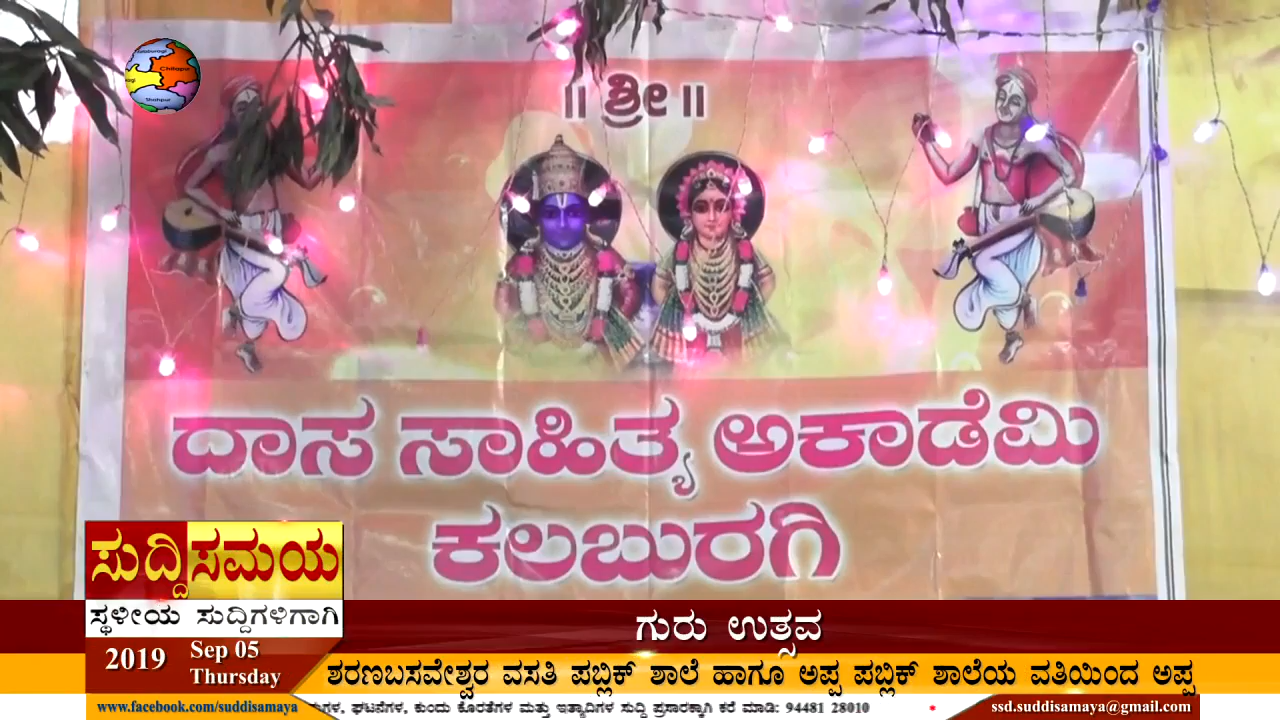 Chitapur
Shahpur
॥ ಶ್ರೀ ॥
ದಾಸ ಸಾಹಿತ್ಯ ಅಕಾಡೆಮಿ
ಕಲಬುರಗಿ
ಸುದ್ದಿ ಸಮಯ
ಸ್ಥಳೀಯ ಸುದ್ದಿಗಳಿಗಾಗಿ
2019 Sep 05 Thursday
ಗುರು ಉತ್ಸವ
ಶರಣಬಸವೇಶ್ವರ ವಸತಿ ಪಬ್ಲಿಕ್ ಶಾಲೆ ಹಾಗೂ ಅಪ್ಪ ಪಬ್ಲಿಕ್ ಶಾಲೆಯ ವತಿಯಿಂದ ಅಪ್ಪ
www.facebook.com/suddisamaya ಘಟನೆಗಳ, ಕುಂದು ಕೊರತೆಗಳ ಮತ್ತು ಇತ್ಯಾದಿಗಳ ಸುದ್ದಿ ಪ್ರಸಾರಕ್ಕಾಗಿ ಕರೆ ಮಾಡಿ: 94481 28010 * ssd.suddisamaya@gmail.com